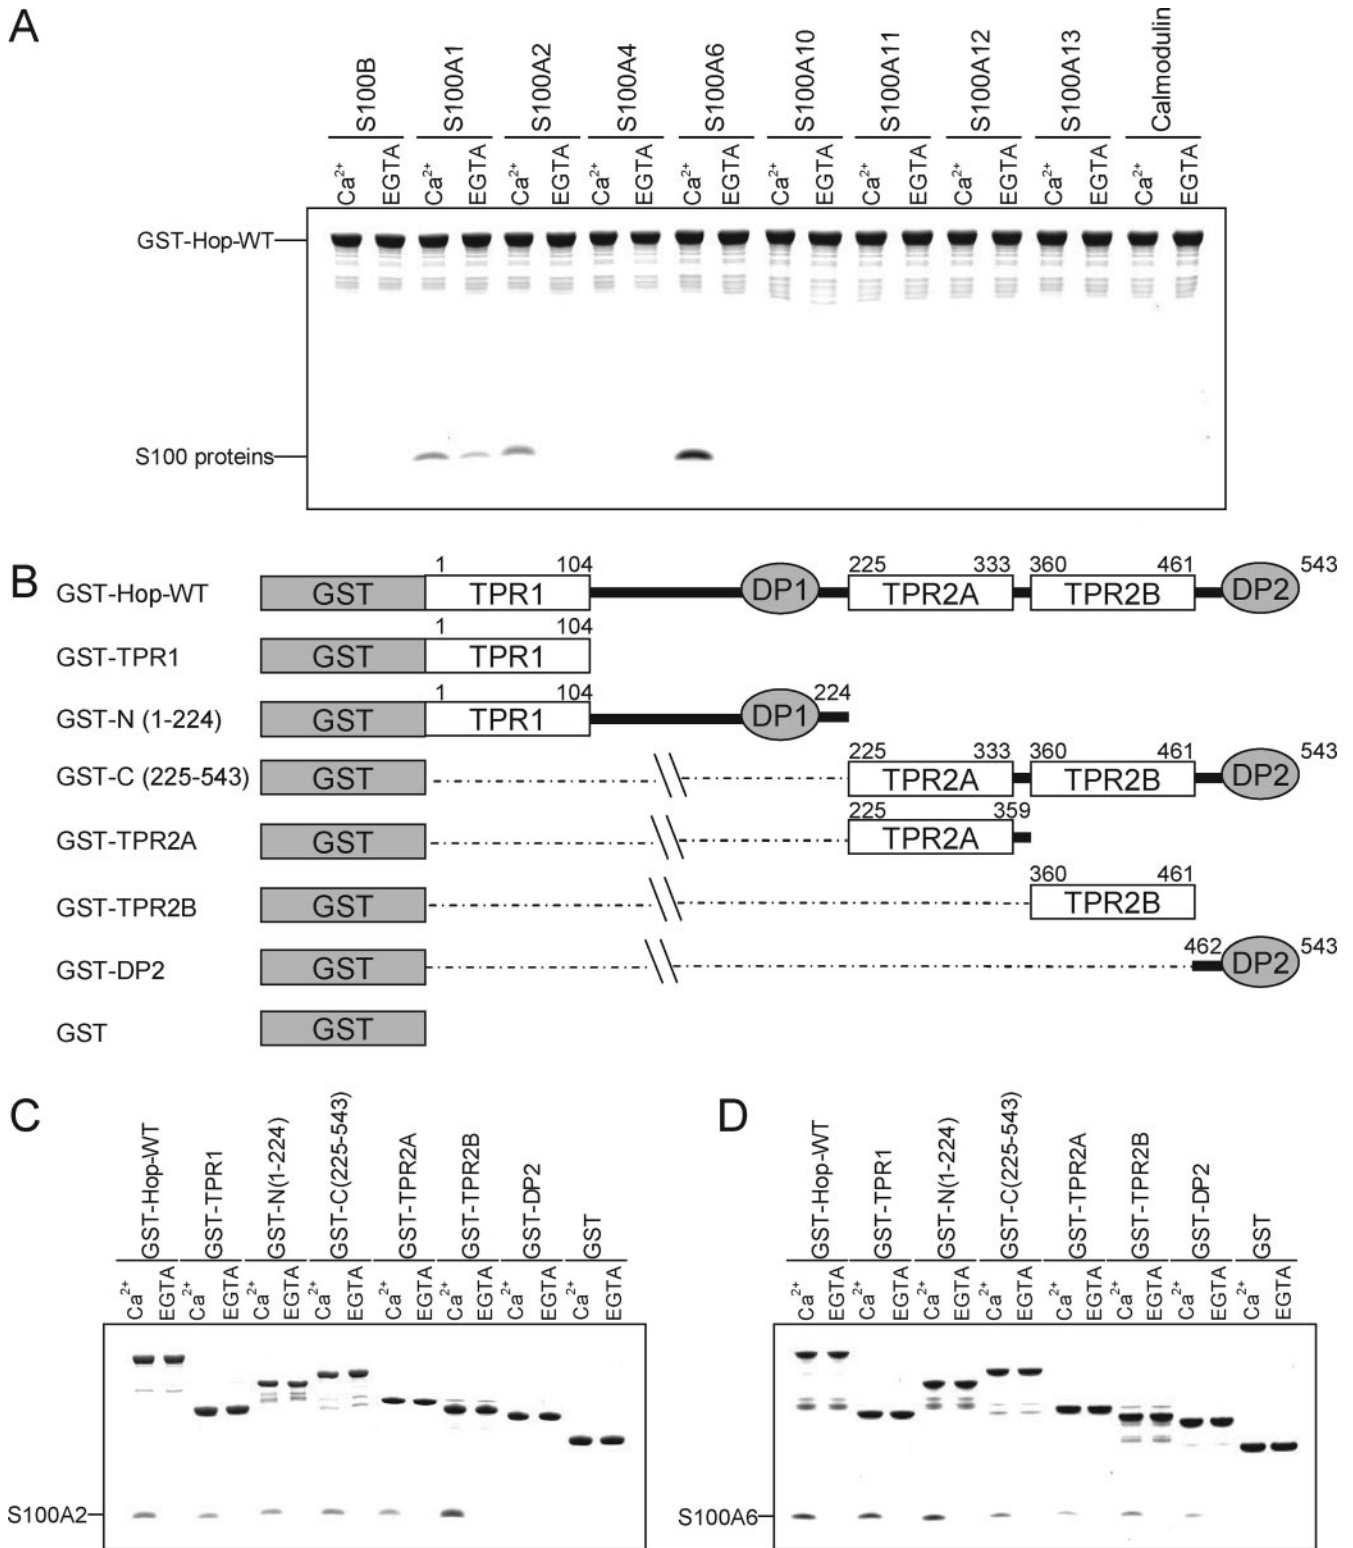 A
S100B
S100A1
S100A2
S100A4
S100A6
S100A10
S100A11
S100A12
S100A13
Calmodulin
Ca²⁺ EGTA Ca²⁺ EGTA Ca²⁺ EGTA Ca²⁺ EGTA Ca²⁺ EGTA Ca²⁺ EGTA Ca²⁺ EGTA Ca²⁺ EGTA Ca²⁺ EGTA Ca²⁺ EGTA
GST-Hop-WT
S100 proteins
B
1 104 225 333 360 461 543
GST-Hop-WT GST TPR1 DP1 TPR2A TPR2B DP2
1 104
GST-TPR1 GST TPR1
1 104 224
GST-N (1-224) GST TPR1 DP1
225 333 360 461 543
GST-C (225-543) GST TPR2A TPR2B DP2
225 359
GST-TPR2A GST TPR2A
360 461
GST-TPR2B GST TPR2B
462 543
GST-DP2 GST DP2
GST GST
C
GST-Hop-WT
GST-TPR1
GST-N(1-224)
GST-C(225-543)
GST-TPR2A
GST-TPR2B
GST-DP2
GST
Ca²⁺ EGTA Ca²⁺ EGTA Ca²⁺ EGTA Ca²⁺ EGTA Ca²⁺ EGTA Ca²⁺ EGTA Ca²⁺ EGTA Ca²⁺ EGTA
S100A2
D
GST-Hop-WT
GST-TPR1
GST-N(1-224)
GST-C(225-543)
GST-TPR2A
GST-TPR2B
GST-DP2
GST
Ca²⁺ EGTA Ca²⁺ EGTA Ca²⁺ EGTA Ca²⁺ EGTA Ca²⁺ EGTA Ca²⁺ EGTA Ca²⁺ EGTA Ca²⁺ EGTA
S100A6